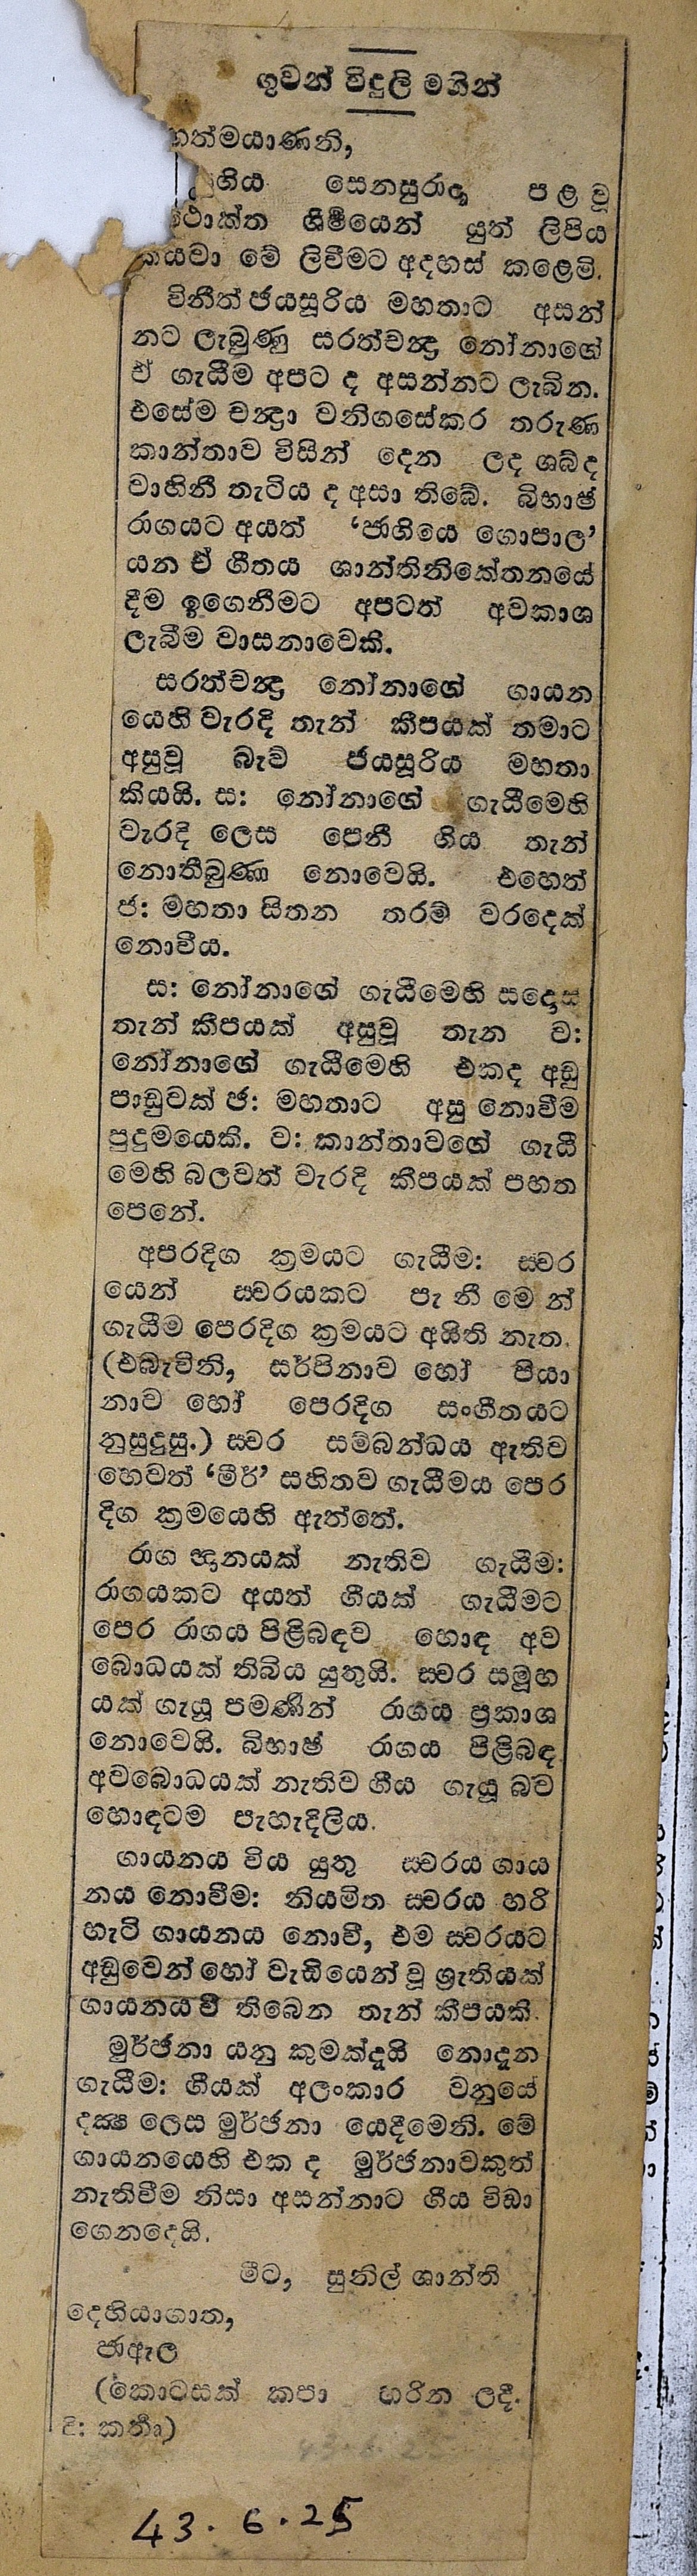 ගුවන් විදුලි මගින්
හත්මයාණනි,
ගිය සෙනසුරාදා පළවූ
ථොක්ත ශීර්ෂයෙන් යුත් ලිපිය
කියවා මේ ලිවීමට අදහස් කළෙමි.
විනීත් ජයසූරිය මහතාට අසන්
නට ලැබුණු සරත්චන්ද්‍ර නෝනාගේ
ඒ ගැයීම අපට ද අසන්නට ලැබින.
එසේම චන්ද්‍රා වනිගසේකර තරුණ
කාන්තාව විසින් දෙන ලද ශබ්ද
වාහිනී තැටිය ද අසා තිබේ. බිභාෂ්
රාගයට අයත් ‘ජාගියෙ ගොපාල’
යන ඒ ගීතය ශාන්තිනිකේතනයේ
දීම ඉගෙනීමට අපටත් අවකාශ
ලැබීම වාසනාවෙකි.
සරත්චන්ද්‍ර නෝනාගේ ගායන
යෙහි වැරදි තැන් කීපයක් තමාට
අසුවූ බැව් ජයසූරිය මහතා
කියයි. ස: නෝනාගේ ගැයීමෙහි
වැරදි ලෙස පෙනී ගිය තැන්
නොතිබුණා නොවෙයි. එහෙත්
ජ: මහතා සිතන තරම් වරදෙක්
නොවීය.
ස: නෝනාගේ ගැයීමෙහි සදොස්
තැන් කීපයක් අසුවූ තැන ව:
නෝනාගේ ගැයීමෙහි එකද අඩු
පාඩුවක් ජ: මහතාට අසු නොවීම
පුදුමයෙකි. ව: කාන්තාවගේ ගැයී
මෙහි බලවත් වැරදි කීපයක් පහත
පෙනේ.
අපරදිග ක්‍රමයට ගැයීම: ස්වර
යෙන් ස්වරයකට පැනීමෙන්
ගැයීම පෙරදිග ක්‍රමයට අයිති නැත.
(එබැවිනි, සර්පිනාව හෝ පියා
නාව හෝ පෙරදිග සංගීතයට
නුසුදුසු.) ස්වර සම්බන්ධය ඇතිව
හෙවත් ‘මීර්’ සහිතව ගැයීමය පෙර
දිග ක්‍රමයෙහි ඇත්තේ.
රාග ඥානයක් නැතිව ගැයීම:
රාගයකට අයත් ගීයක් ගැයීමට
පෙර රාගය පිළිබඳව හොඳ අව
බොධයක් තිබිය යුතුයි. ස්වර සමූහ
යක් ගැයූ පමණින් රාගය ප්‍රකාශ
නොවෙයි. බිභාෂ් රාගය පිළිබඳ
අවබොධයක් නැතිව ගීය ගැයූ බව
හොඳටම පැහැදිලිය.
ගායනය විය යුතු ස්වරය ගාය
නය නොවීම: නියමිත ස්වරය හරි
හැටි ගායනය නොවී, එම ස්වරයට
අඩුවෙන් හෝ වැඩියෙන් වූ ශ්‍රැතියක්
ගායනය වී තිබෙන තැන් කීපයකි.
මූර්ඡනා යනු කුමක්දැයි නොදැන
ගැයීම: ගීයක් අලංකාර වනුයේ
දක්‍ෂ ලෙස මූර්ඡනා යෙදීමෙනි. මේ
ගායනයෙහි එක ද මූර්ඡනාවකුත්
නැතිවීම නිසා අසන්නාට ගීය විඩා
ගෙනදෙයි.
මීට, සුනිල් ශාන්ති
දෙහියාගාත,
ජාඇල
(කොටසක් කපා හරින ලදී.
ළි: කර්තෘ)
43.6.25